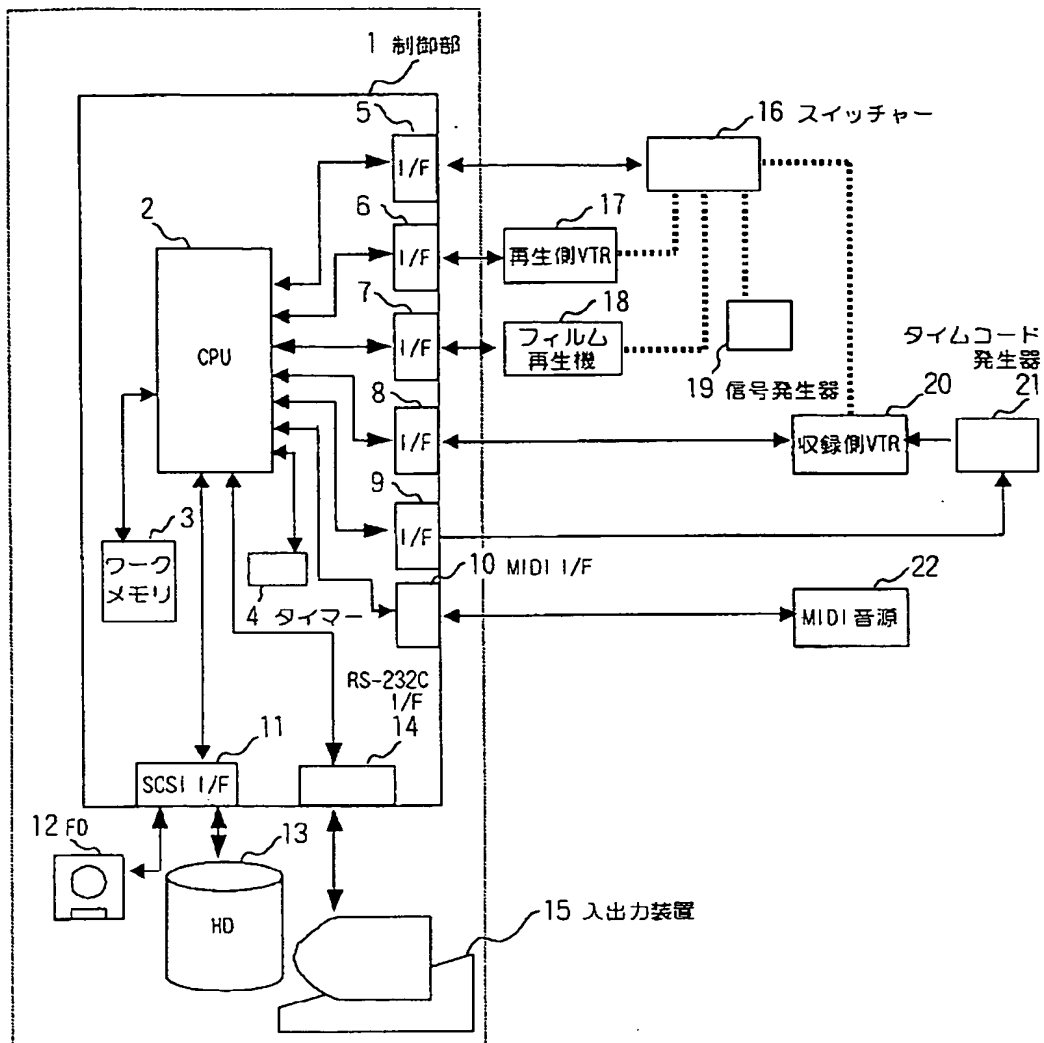 1 制御部
5
I/F
16 スイッチャー
2
6
I/F
17
再生側VTR
7
18
CPU
I/F
フィルム
再生機
19 信号発生器
タイムコード
発生器
8
I/F
20
収録側VTR
21
9
I/F
3
ワーク
メモリ
4 タイマー
10 MIDI I/F
22
MIDI 音源
RS-232C
I/F
11
14
SCSI I/F
12 FD
13
HD
15 入出力装置